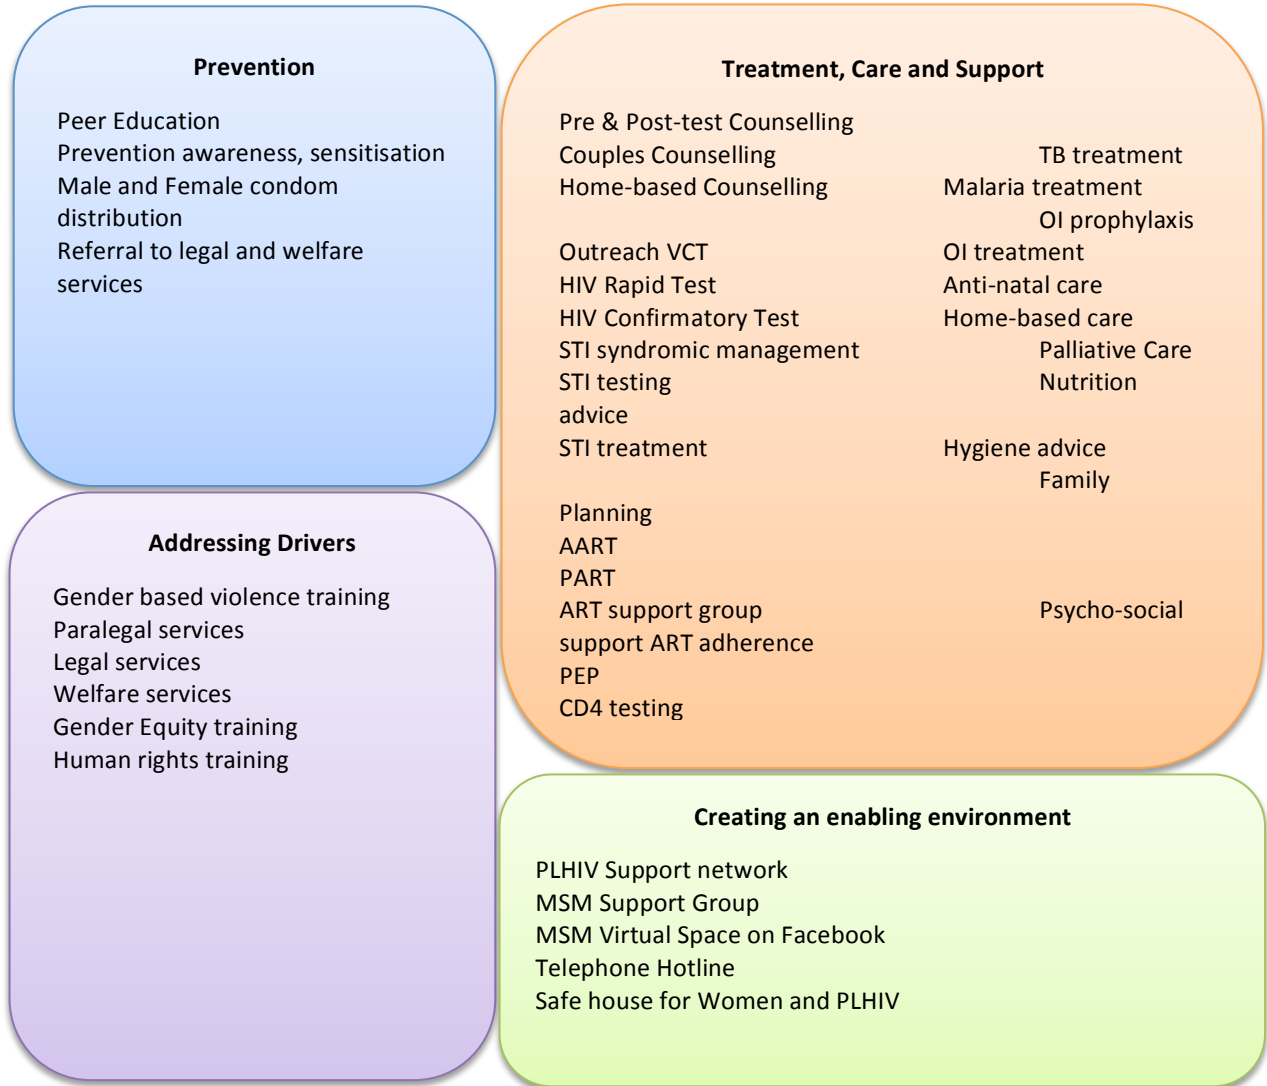 Prevention
Peer Education
Prevention awareness, sensitisation
Male and Female condom
distribution
Referral to legal and welfare
services
Treatment, Care and Support
Pre & Post-test Counselling
Couples Counselling TB treatment
Home-based Counselling Malaria treatment
OI prophylaxis
Outreach VCT OI treatment
HIV Rapid Test Anti-natal care
HIV Confirmatory Test Home-based care
STI syndromic management Palliative Care
STI testing Nutrition
advice
STI treatment Hygiene advice
Family
Planning
AART
PART
ART support group Psycho-social
support ART adherence
PEP
CD4 testing
Addressing Drivers
Gender based violence training
Paralegal services
Legal services
Welfare services
Gender Equity training
Human rights training
Creating an enabling environment
PLHIV Support network
MSM Support Group
MSM Virtual Space on Facebook
Telephone Hotline
Safe house for Women and PLHIV